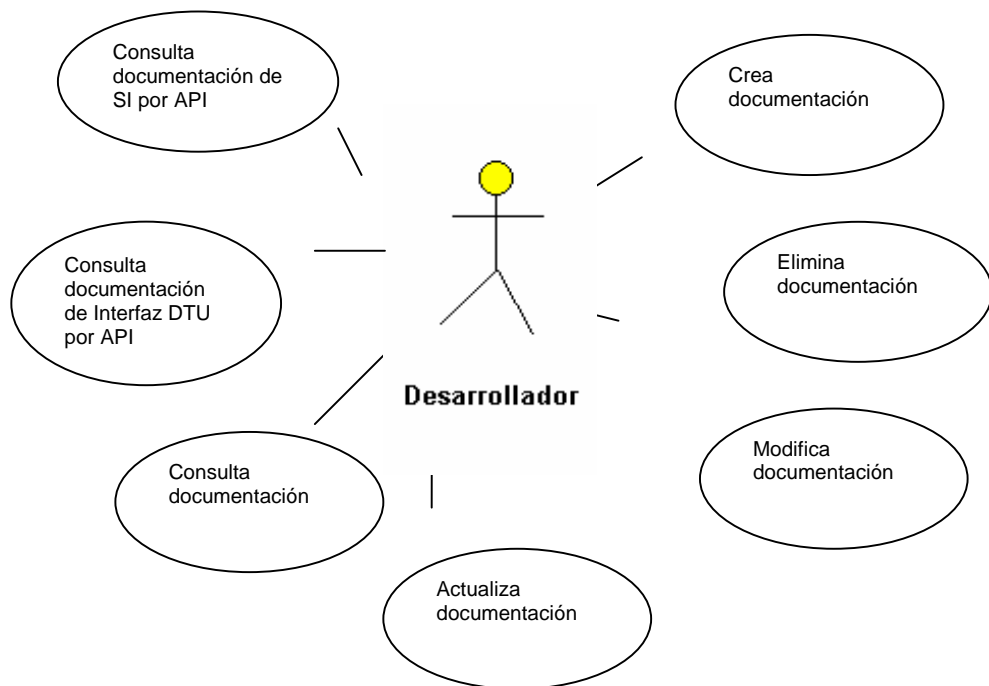 Consulta
documentación de
SI por API
Crea
documentación
Consulta
documentación
de Interfaz DTU
por API
Elimina
documentación
Desarrollador
Consulta
documentación
Modifica
documentación
Actualiza
documentación